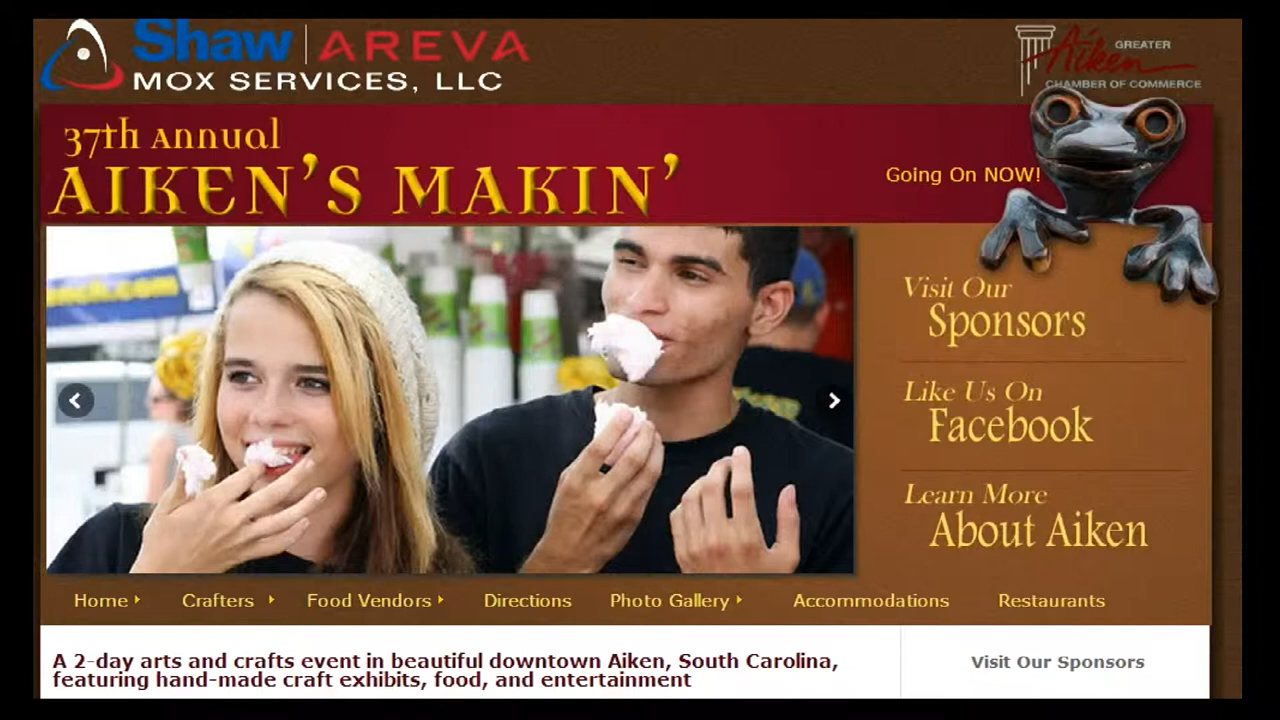 Shaw | AREVA
MOX SERVICES, LLC
GREATER
Aiken
CHAMBER OF COMMERCE
37th Annual
AIKEN'S MAKIN'
Going On NOW!
Visit Our
Sponsors
Like Us On
Facebook
Learn More
About Aiken
Home
Crafters
Food Vendors
Directions
Photo Gallery
Accommodations
Restaurants
A 2-day arts and crafts event in beautiful downtown Aiken, South Carolina,
featuring hand-made craft exhibits, food, and entertainment
Visit Our Sponsors